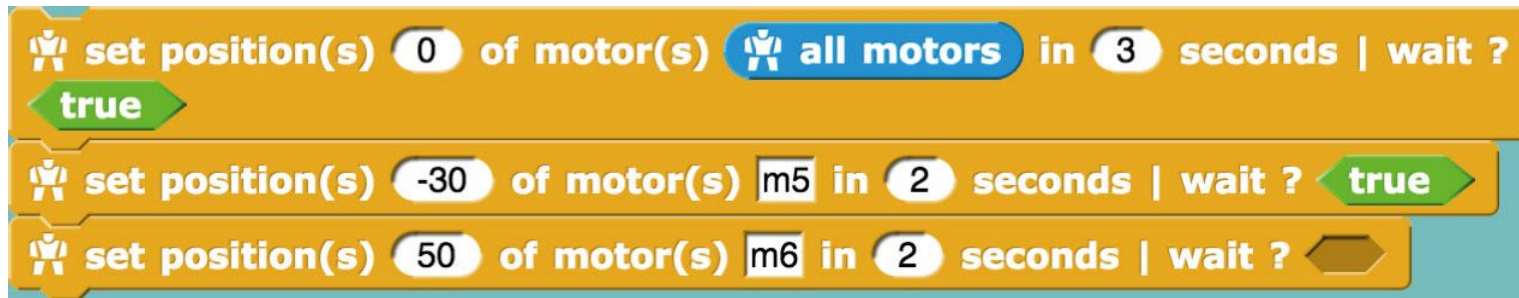 set position(s) 0 of motor(s) all motors in 3 seconds | wait ?
true
set position(s) -30 of motor(s) m5 in 2 seconds | wait ? true
set position(s) 50 of motor(s) m6 in 2 seconds | wait ?